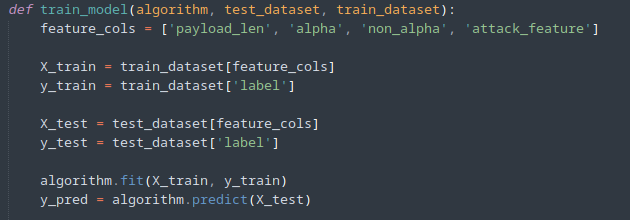 def train_model(algorithm, test_dataset, train_dataset):
    feature_cols = ['payload_len', 'alpha', 'non_alpha', 'attack_feature']

    X_train = train_dataset[feature_cols]
    y_train = train_dataset['label']

    X_test = test_dataset[feature_cols]
    y_test = test_dataset['label']

    algorithm.fit(X_train, y_train)
    y_pred = algorithm.predict(X_test)